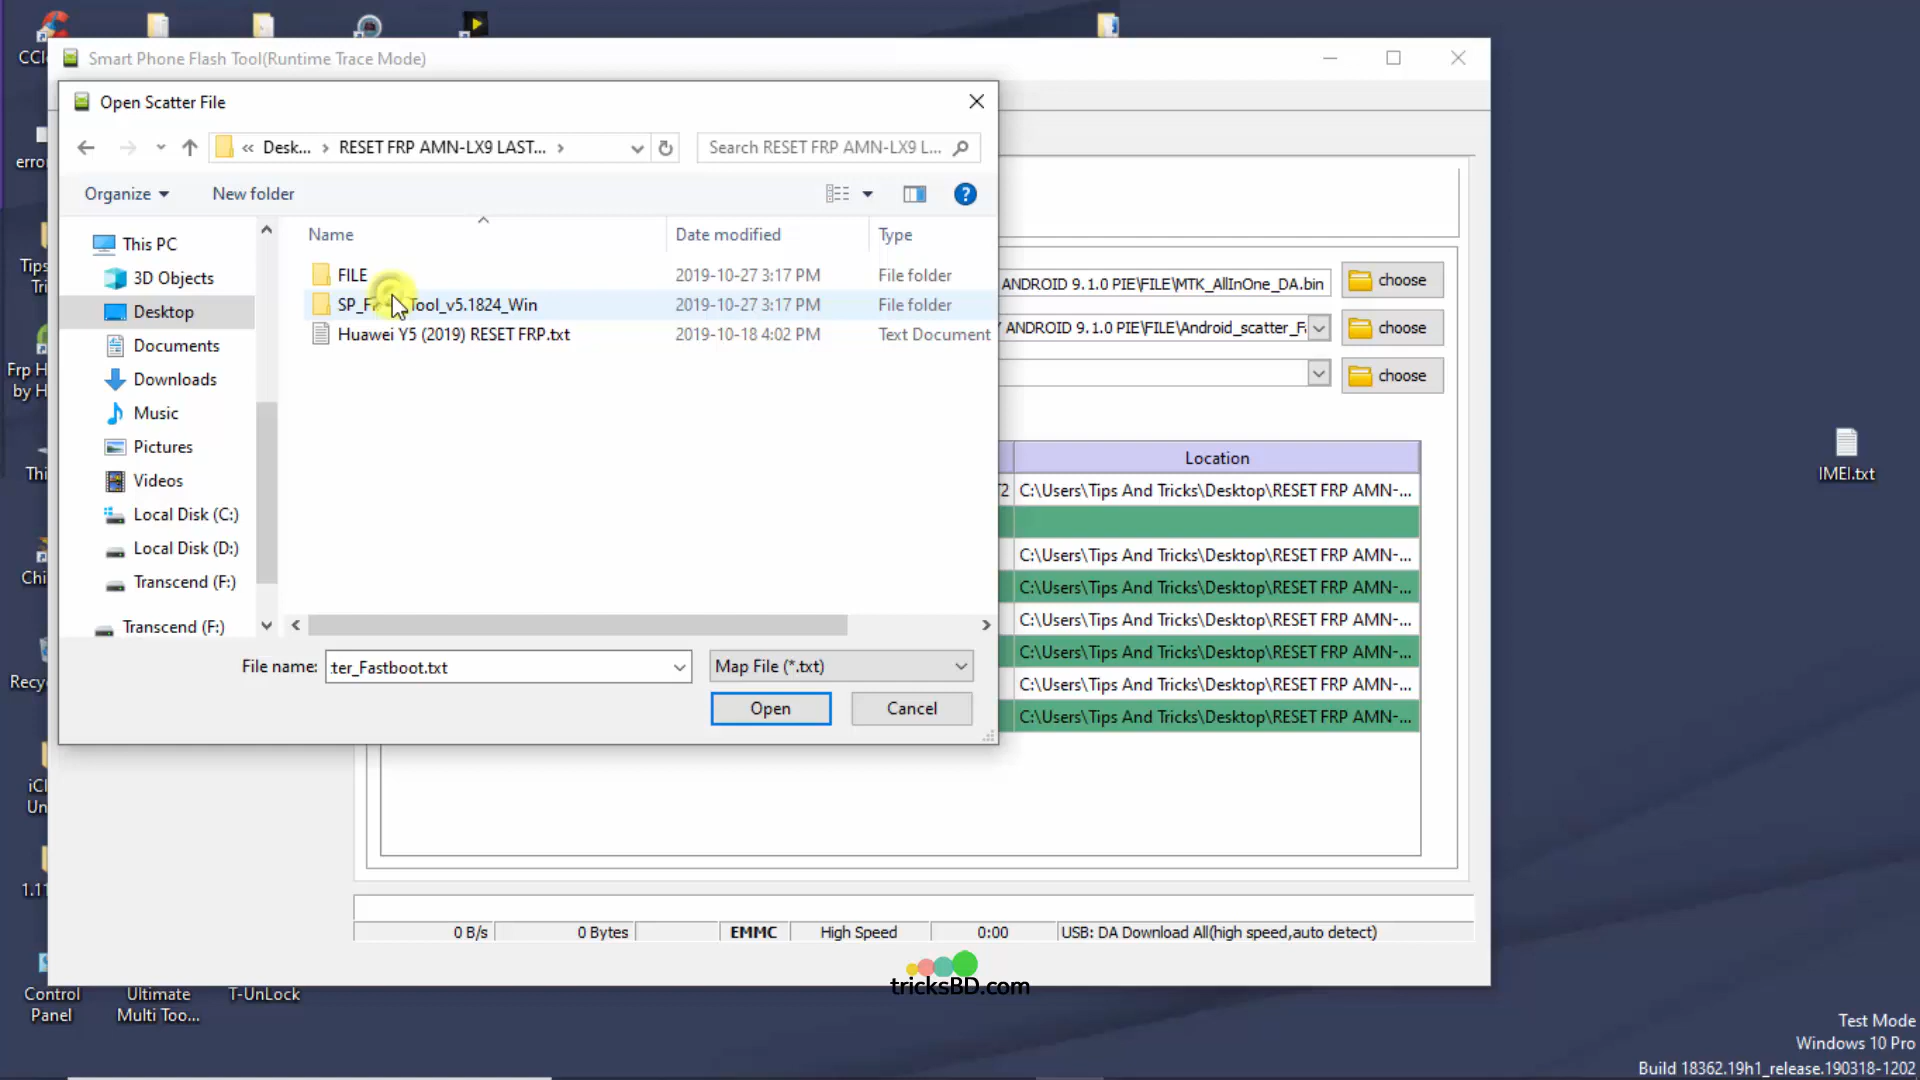 CCl
Smart Phone Flash Tool(Runtime Trace Mode)
Open Scatter File
« Desk... › RESET FRP AMN-LX9 LAST... ›
Search RESET FRP AMN-LX9 L...
Organize
New folder
Name
Date modified
Type
This PC
3D Objects
Desktop
Documents
Downloads
Music
Pictures
Videos
Local Disk (C:)
Local Disk (D:)
Transcend (F:)
Transcend (F:)
FILE 2019-10-27 3:17 PM File folder
Tool_v5.1824_Win 2019-10-27 3:17 PM File folder
Huawei Y5 (2019) RESET FRP.txt 2019-10-18 4:02 PM Text Document
File name: :ter_Fastboot.txt
Map File (*.txt)
Open
Cancel
ANDROID 9.1.0 PIE\FILE\MTK_AllInOne_DA.bin
choose
ANDROID 9.1.0 PIE\FILE\Android_scatter_F
choose
choose
Location
C:\Users\Tips And Tricks\Desktop\RESET FRP AMN-...
C:\Users\Tips And Tricks\Desktop\RESET FRP AMN-...
C:\Users\Tips And Tricks\Desktop\RESET FRP AMN-...
C:\Users\Tips And Tricks\Desktop\RESET FRP AMN-...
C:\Users\Tips And Tricks\Desktop\RESET FRP AMN-...
C:\Users\Tips And Tricks\Desktop\RESET FRP AMN-...
C:\Users\Tips And Tricks\Desktop\RESET FRP AMN-...
0 B/s
0 Bytes
EMMC
High Speed
0:00
USB: DA Download All(high speed,auto detect)
tricksBD.com
erro
Tips
Tri
Frp H
by H
Thi
Chi
Recy
iCl
Un
1.11
Control
Panel
Ultimate
Multi Too...
T-UnLock
IMEI.txt
Test Mode
Windows 10 Pro
Build 18362.19h1_release.190318-1202